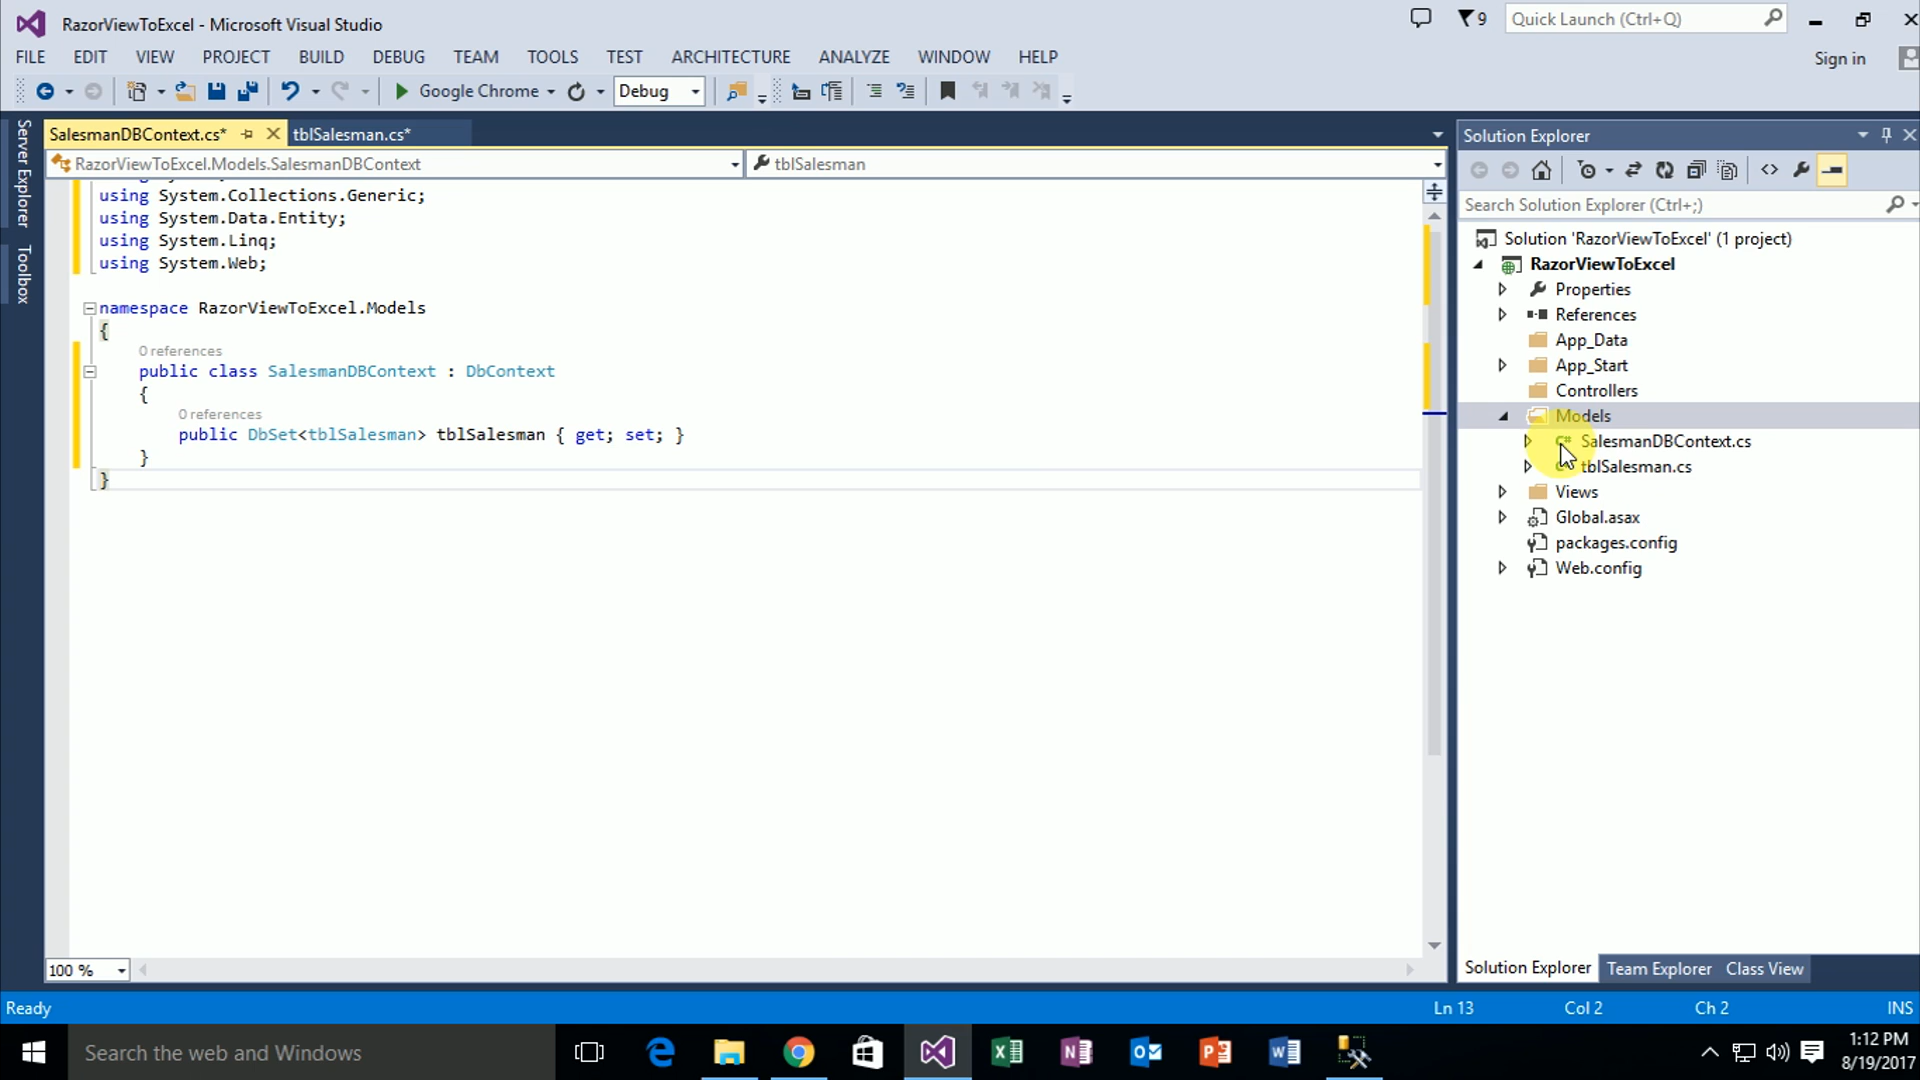 RazorViewToExcel - Microsoft Visual Studio
9
Quick Launch (Ctrl+Q)
FILE EDIT VIEW PROJECT BUILD DEBUG TEAM TOOLS TEST ARCHITECTURE ANALYZE WINDOW HELP
Sign in
Google Chrome
Debug
Server Explorer
Toolbox
SalesmanDBContext.cs*
tblSalesman.cs*
RazorViewToExcel.Models.SalesmanDBContext
tblSalesman
using System.Collections.Generic;
using System.Data.Entity;
using System.Linq;
using System.Web;
namespace RazorViewToExcel.Models
{
0 references
public class SalesmanDBContext : DbContext
{
0 references
public DbSet<tblSalesman> tblSalesman { get; set; }
}
}
100 %
Solution Explorer
Search Solution Explorer (Ctrl+;)
Solution 'RazorViewToExcel' (1 project)
RazorViewToExcel
Properties
References
App_Data
App_Start
Controllers
Models
SalesmanDBContext.cs
tblSalesman.cs
Views
Global.asax
packages.config
Web.config
Solution Explorer Team Explorer Class View
Ready
Ln 13 Col 2 Ch 2 INS
Search the web and Windows
1:12 PM
8/19/2017